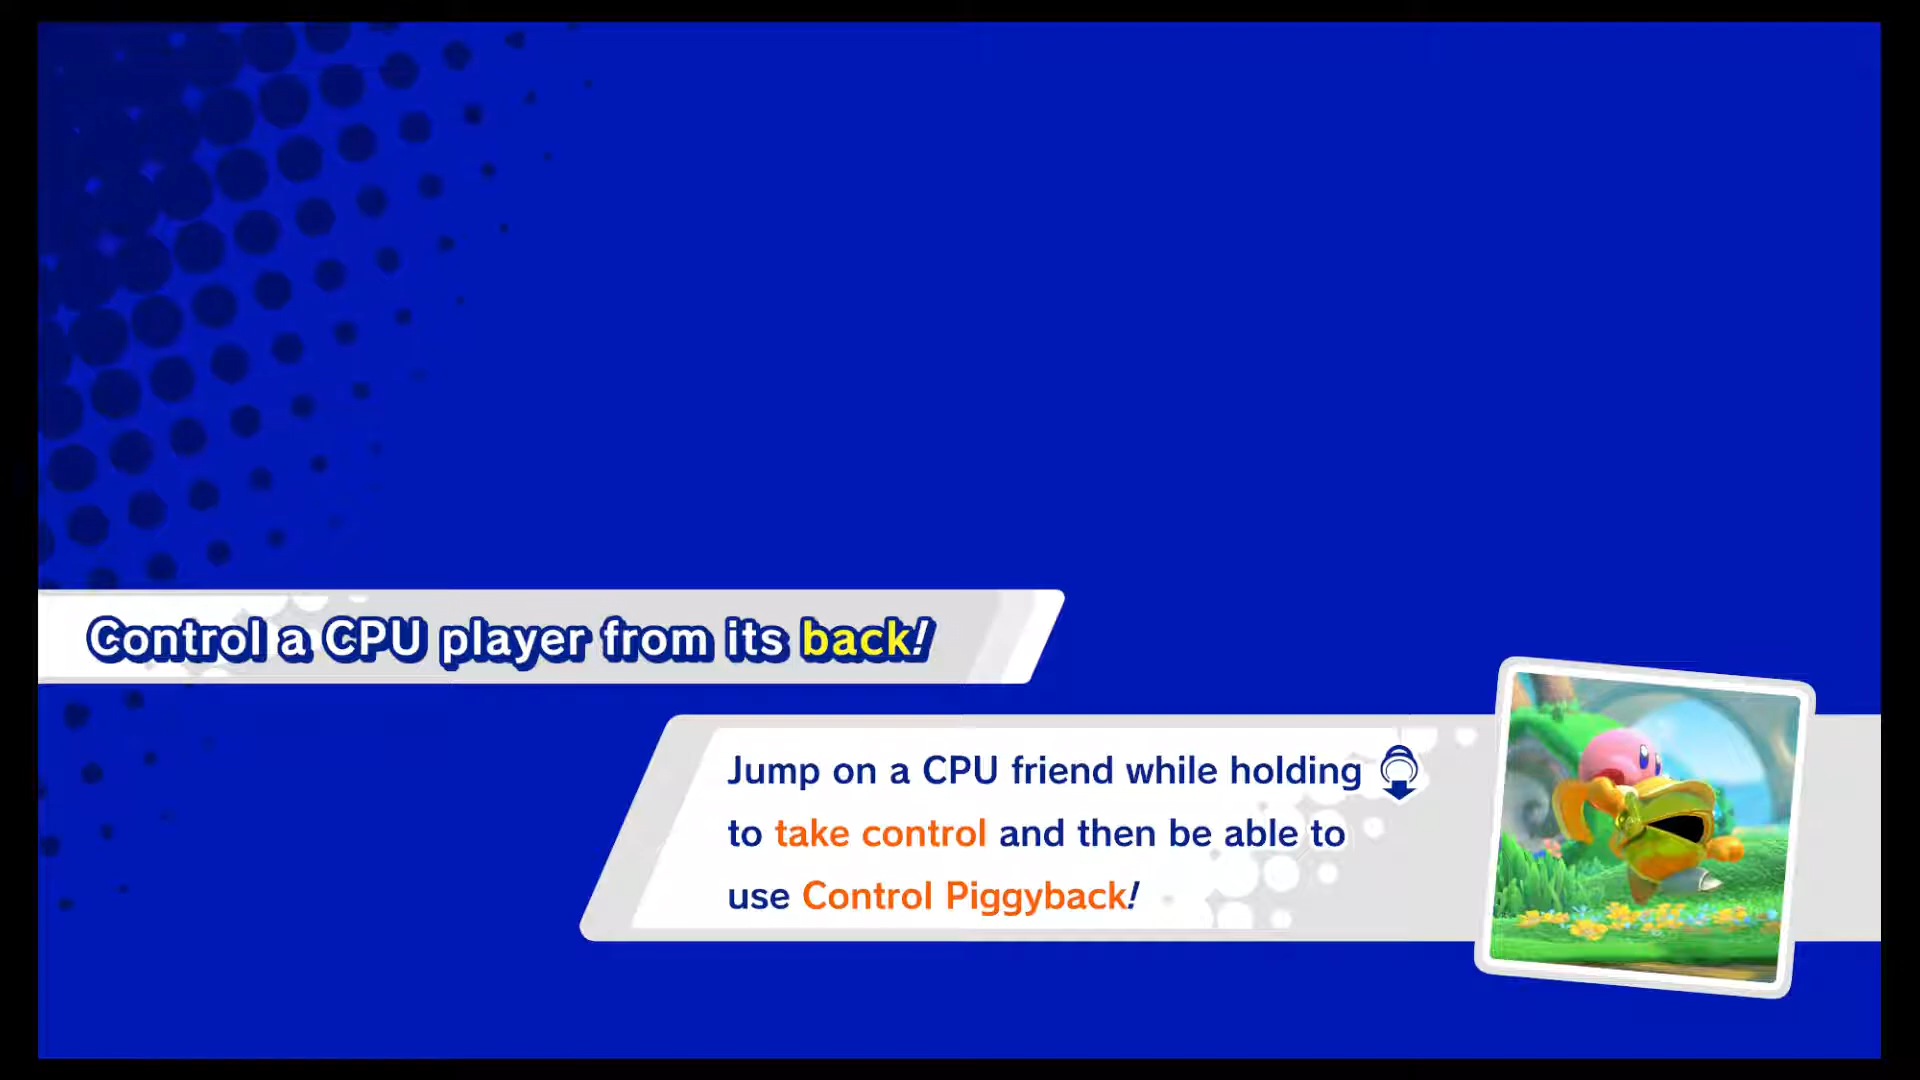 Control a CPU player from its back!
Jump on a CPU friend while holding
to take control and then be able to
use Control Piggyback!